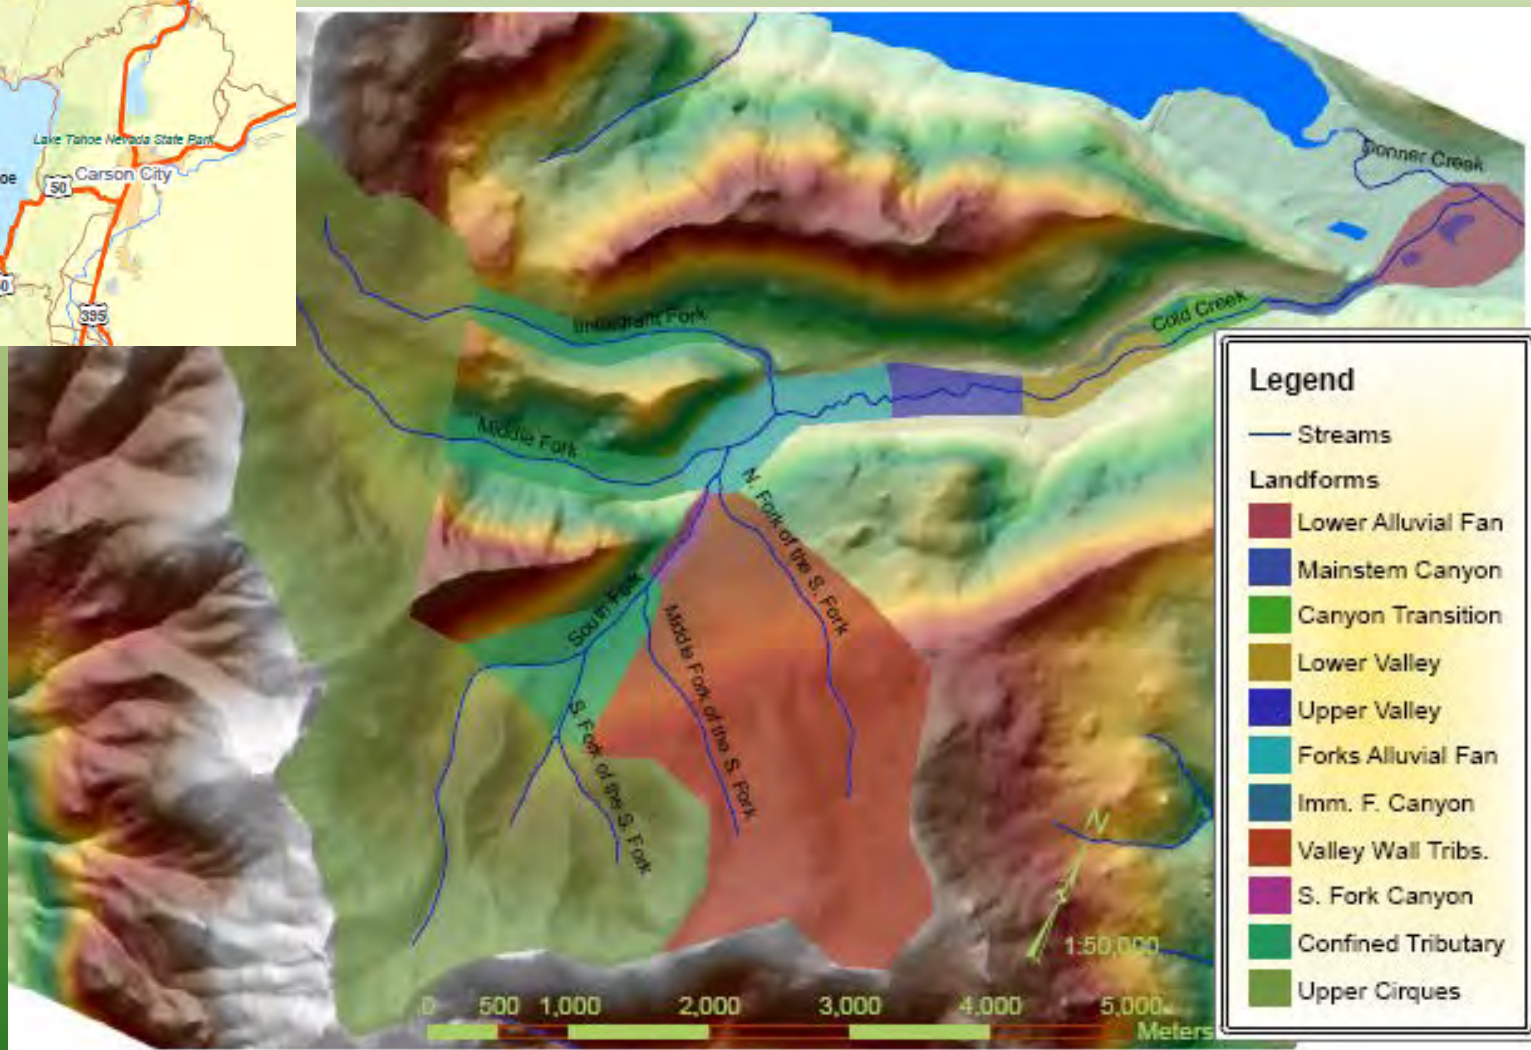 Lake Tahoe Nevada State Park
oe
50
Carson City
0
395
Donner Creek
Cold Creek
Immigrant Fork
Middle Fork
N. Fork of the S. Fork
South Fork
Middle Fork of the S. Fork
S. Fork of the S. Fork
N
1:50,000
0 500 1,000 2,000 3,000 4,000 5,000
Meters
Legend
Streams
Landforms
Lower Alluvial Fan
Mainstem Canyon
Canyon Transition
Lower Valley
Upper Valley
Forks Alluvial Fan
Imm. F. Canyon
Valley Wall Tribs.
S. Fork Canyon
Confined Tributary
Upper Cirques